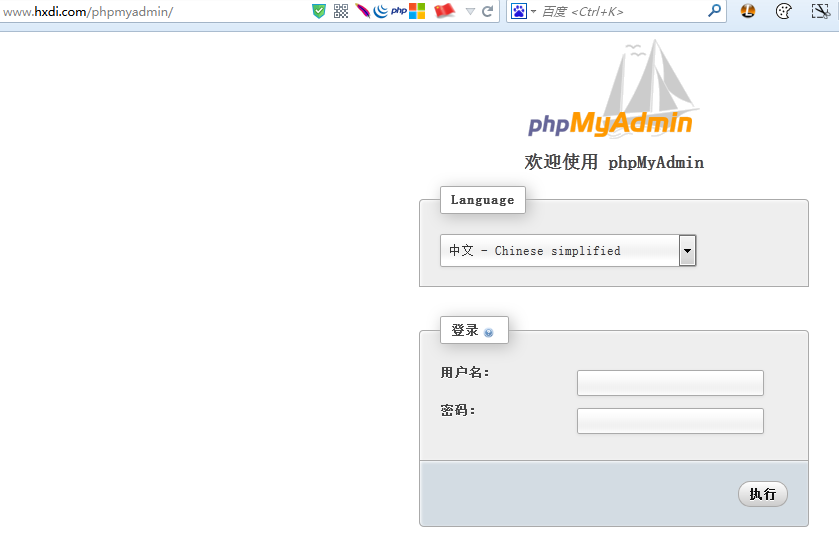 www.hxdi.com/phpmyadmin/
php
百度 <Ctrl+K>
phpMyAdmin
欢迎使用 phpMyAdmin
Language
中文 - Chinese simplified
登录
用户名:
密码:
执行